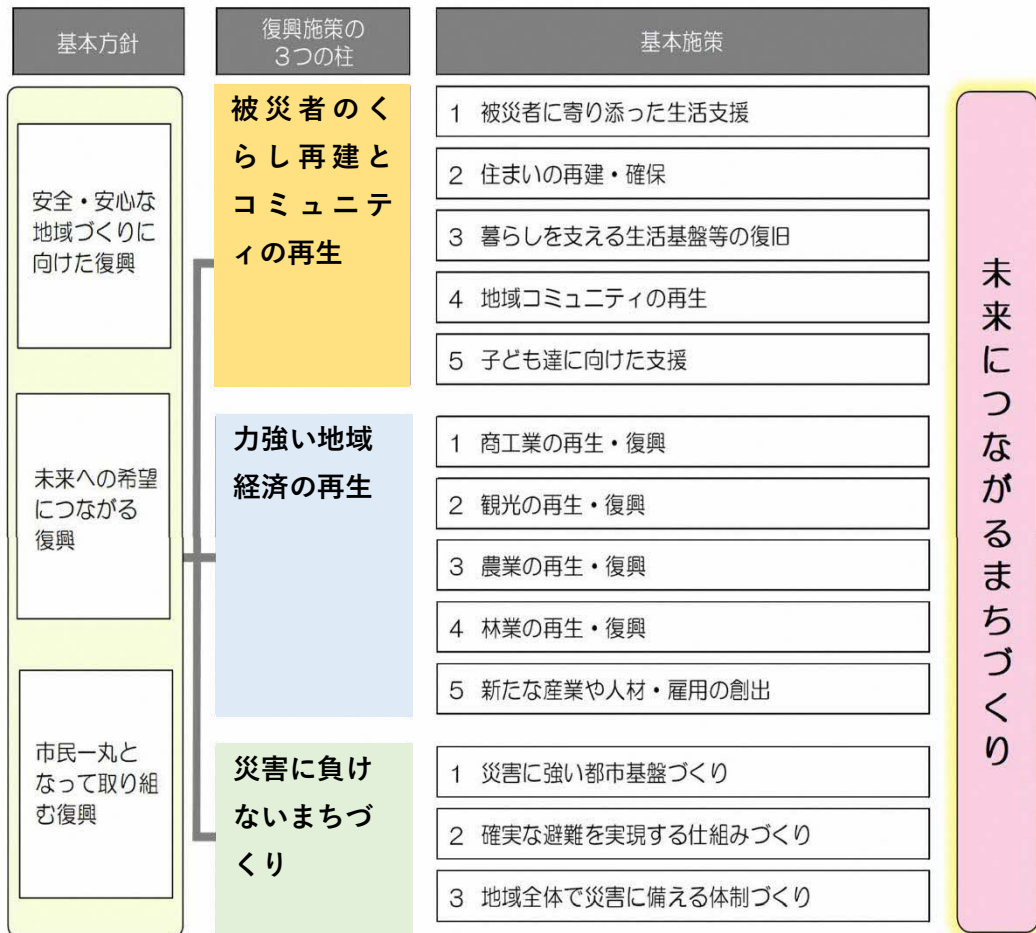 基本方針
復興施策の
3つの柱
基本施策
安全・安心な
地域づくりに
向けた復興
未来への希望
につながる
復興
市民一丸と
なって取り組
む復興
被災者のく
らし再建と
コミュニテ
ィの再生
1 被災者に寄り添った生活支援
2 住まいの再建・確保
3 暮らしを支える生活基盤等の復旧
4 地域コミュニティの再生
5 子ども達に向けた支援
力強い地域
経済の再生
1 商工業の再生・復興
2 観光の再生・復興
3 農業の再生・復興
4 林業の再生・復興
5 新たな産業や人材・雇用の創出
災害に負け
ないまちづ
くり
1 災害に強い都市基盤づくり
2 確実な避難を実現する仕組みづくり
3 地域全体で災害に備える体制づくり
未来につながるまちづくり